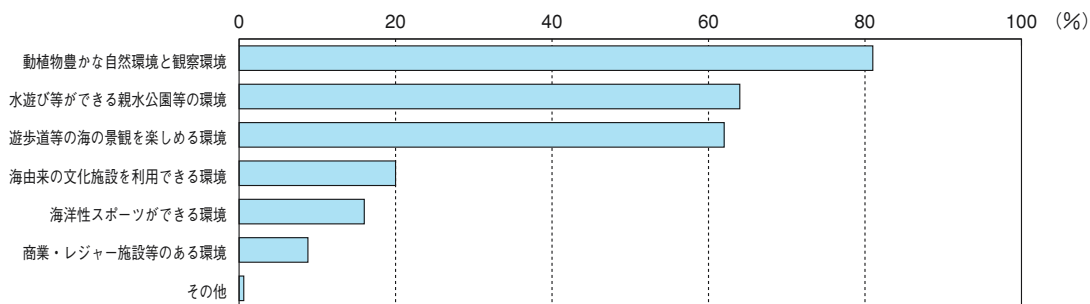 0 20 40 60 80 100 (%)
動植物豊かな自然環境と観察環境
水遊び等ができる親水公園等の環境
遊歩道等の海の景観を楽しめる環境
海由来の文化施設を利用できる環境
海洋性スポーツができる環境
商業・レジャー施設等のある環境
その他